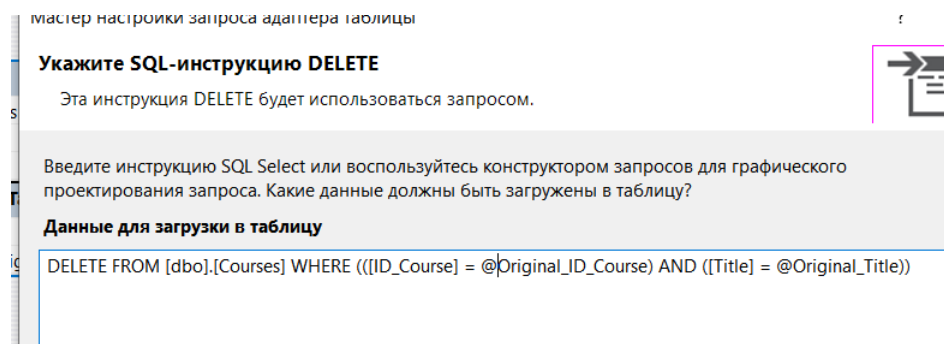 Мастер настройки запроса адаптера таблицы ?
Укажите SQL-инструкцию DELETE
Эта инструкция DELETE будет использоваться запросом.
Введите инструкцию SQL Select или воспользуйтесь конструктором запросов для графического
проектирования запроса. Какие данные должны быть загружены в таблицу?
Данные для загрузки в таблицу
DELETE FROM [dbo].[Courses] WHERE (([ID_Course] = @Original_ID_Course) AND ([Title] = @Original_Title))